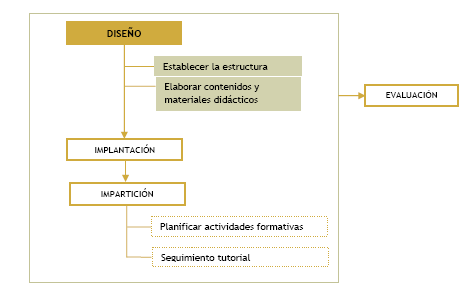 DISEÑO
Establecer la estructura
Elaborar contenidos y
materiales didácticos
EVALUACIÓN
IMPLANTACIÓN
IMPARTICIÓN
Planificar actividades formativas
Seguimiento tutorial